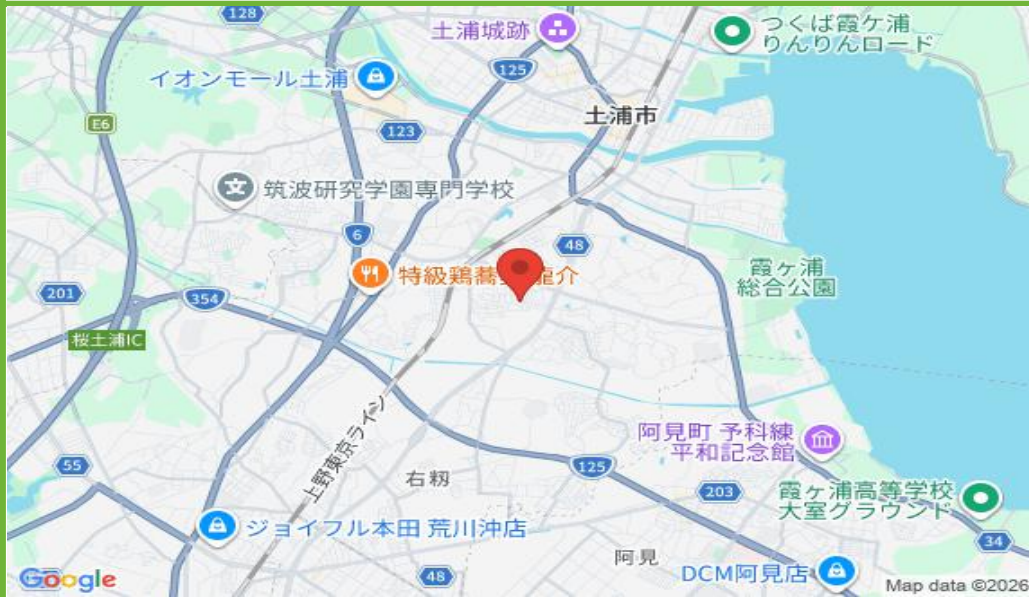 128
土浦城跡
つくば霞ケ浦
りんりんロード
イオンモール土浦
125
E6
123
土浦市
筑波研究学園専門学校
6
48
特級鶏蕎
龍介
霞ケ浦
総合公園
201
354
桜土浦IC
上野東京ライン
阿見町 予科練
平和記念館
55
右籾
125
203
霞ヶ浦高等学校
大室グラウンド
ジョイフル本田 荒川沖店
34
阿見
48
DCM阿見店
Google
Map data ©2026